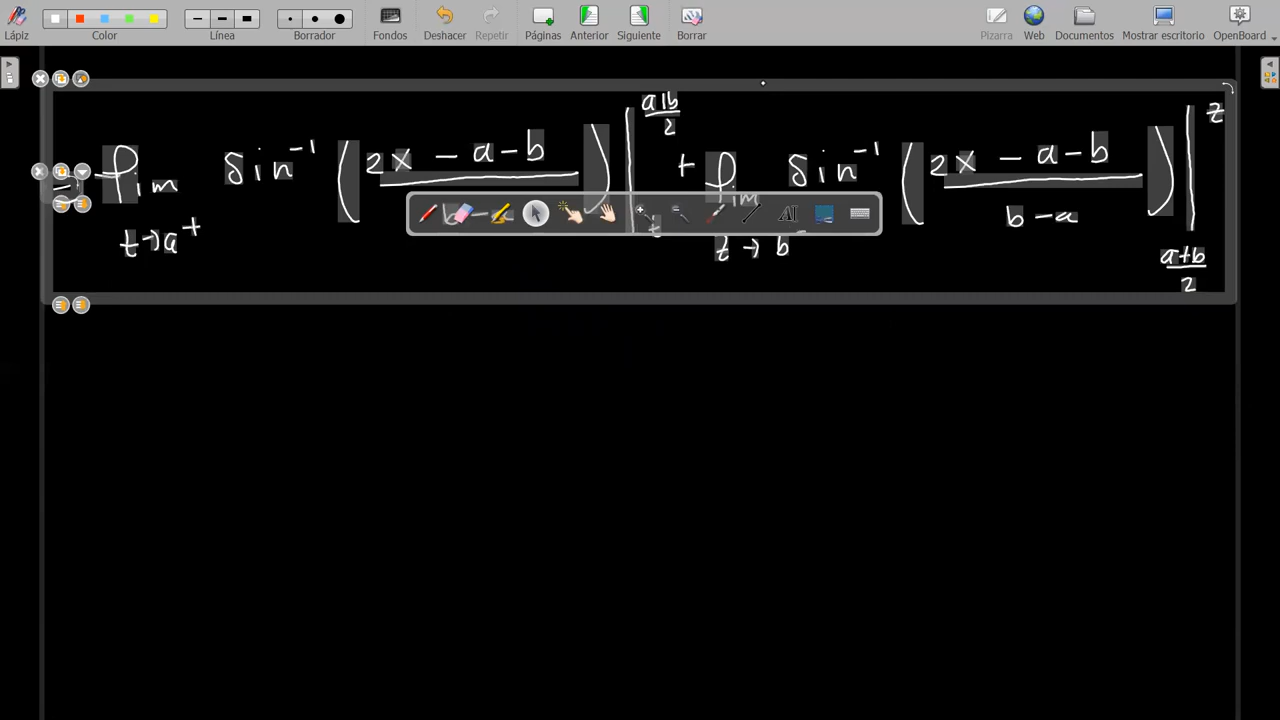 Lápiz Color Línea Borrador Fondos Deshacer Repetir Páginas Anterior Siguiente Borrar Pizarra Web Documentos Mostrar escritorio OpenBoard
= lim t→a⁺ sin⁻¹ ( (2x - a - b) / (b - a) ) | t, (a+b)/2 + lim z → b⁻ sin⁻¹ ( (2x - a - b) / (b - a) ) | (a+b)/2, z